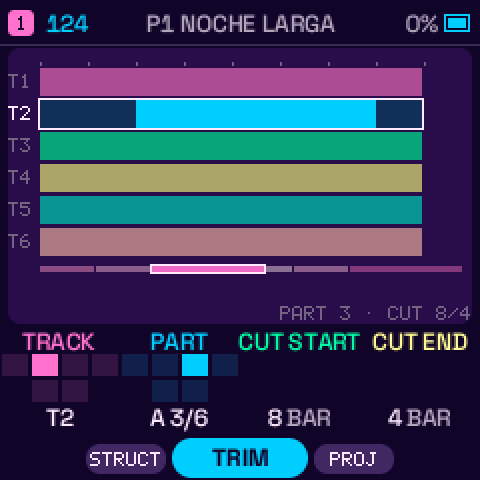 1 124 P1 NOCHE LARGA 0%
T1
T2
T3
T4
T5
T6
PART 3 · CUT 8/4
TRACK PART CUT START CUT END
T2 A 3/6 8 BAR 4 BAR
STRUCT TRIM PROJ